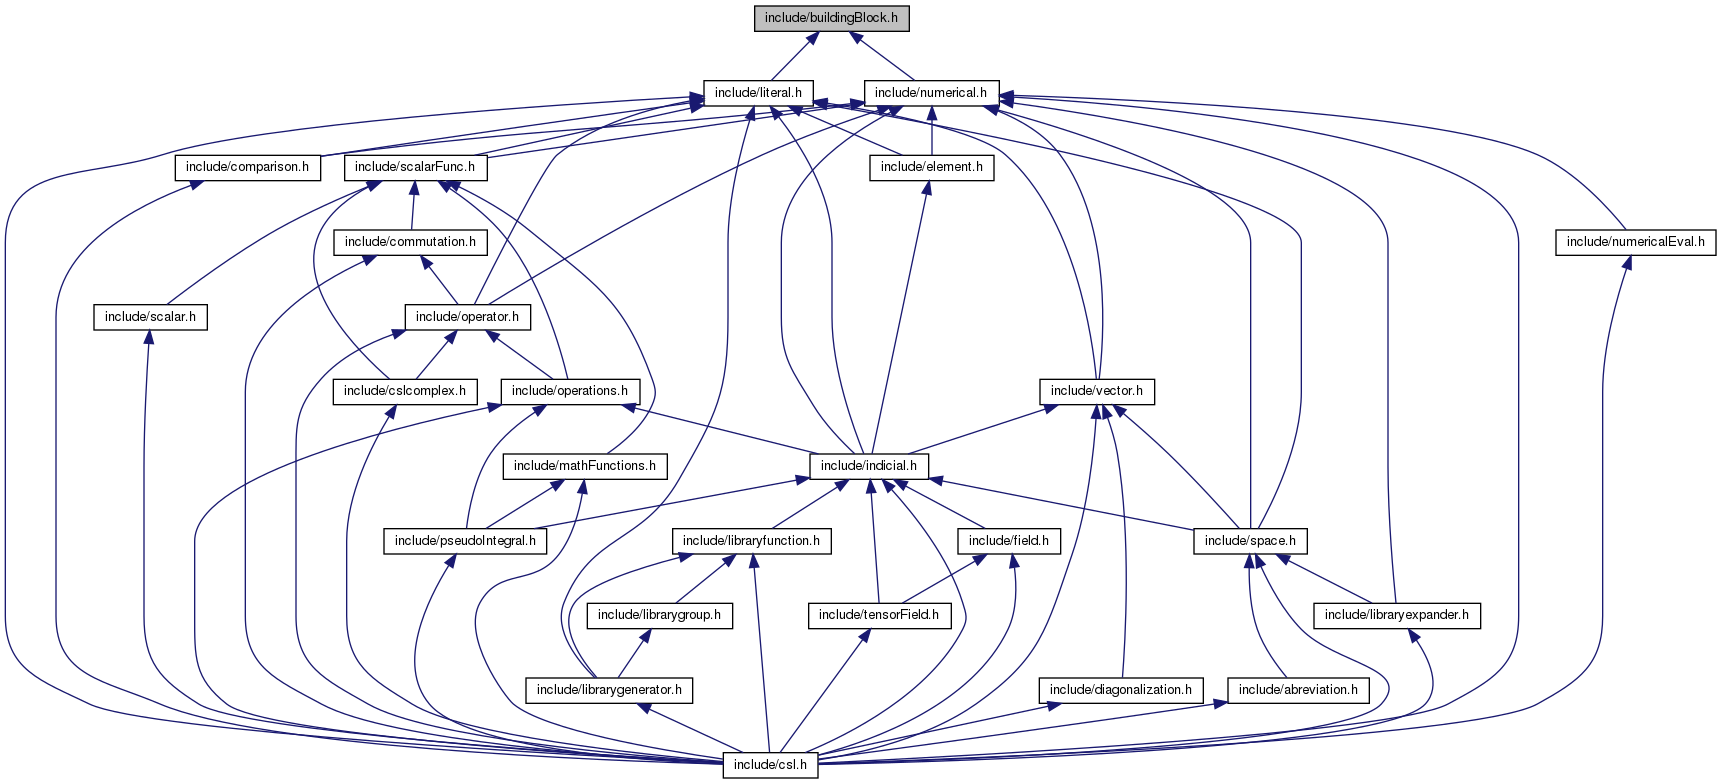 include/buildingBlock.h
include/literal.h
include/numerical.h
include/comparison.h
include/scalarFunc.h
include/element.h
include/commutation.h
include/numericalEval.h
include/scalar.h
include/operator.h
include/cslcomplex.h
include/operations.h
include/vector.h
include/mathFunctions.h
include/indicial.h
include/pseudoIntegral.h
include/libraryfunction.h
include/field.h
include/space.h
include/librarygroup.h
include/tensorField.h
include/libraryexpander.h
include/librarygenerator.h
include/diagonalization.h
include/abreviation.h
include/csl.h